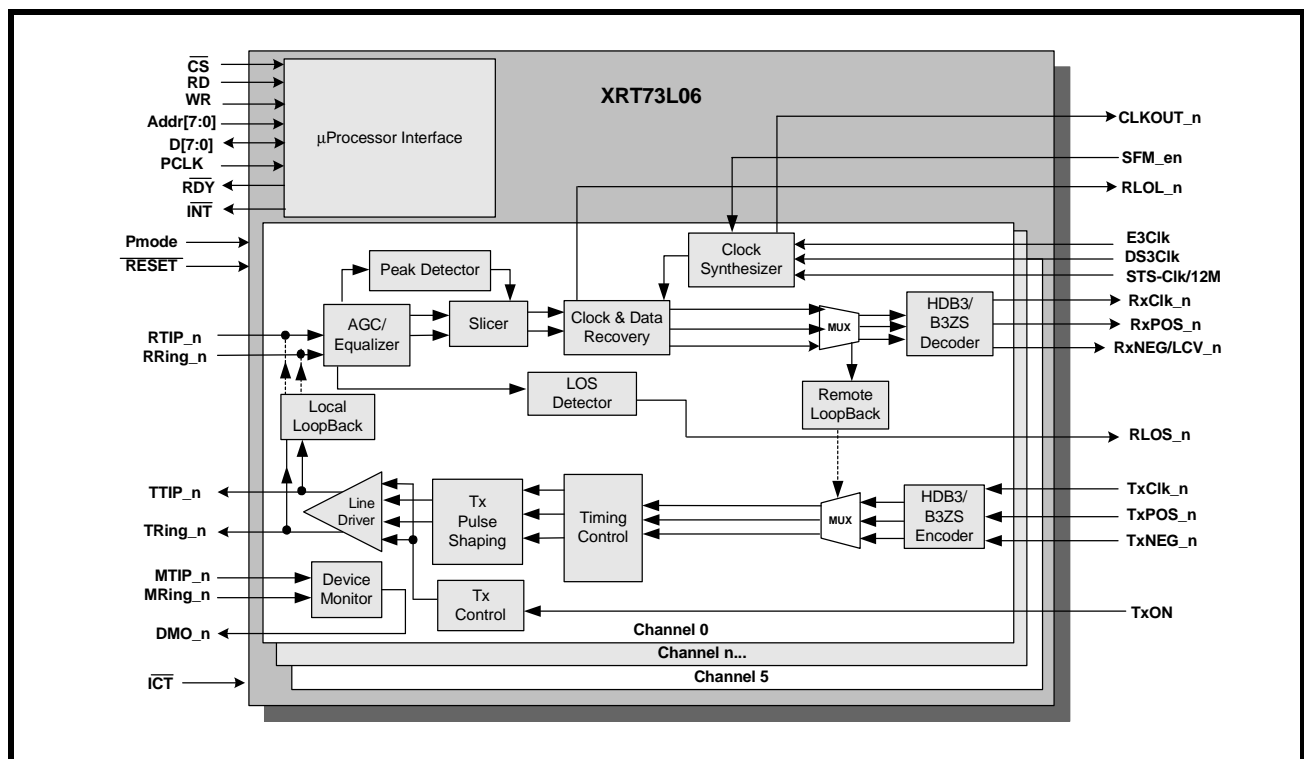 XRT73L06
CS
RD
WR
Addr[7:0]
D[7:0]
PCLK
RDY
INT
Pmode
RESET
RTIP_n
RRing_n
TTIP_n
TRing_n
MTIP_n
MRing_n
DMO_n
ICT
µProcessor Interface
Peak Detector
AGC/
Equalizer
Slicer
Clock & Data
Recovery
Clock
Synthesizer
MUX
HDB3/
B3ZS
Decoder
LOS
Detector
Remote
LoopBack
Local
LoopBack
Line
Driver
Tx
Pulse
Shaping
Timing
Control
MUX
HDB3/
B3ZS
Encoder
Device
Monitor
Tx
Control
Channel 0
Channel n...
Channel 5
CLKOUT_n
SFM_en
RLOL_n
E3Clk
DS3Clk
STS-Clk/12M
RxClk_n
RxPOS_n
RxNEG/LCV_n
RLOS_n
TxClk_n
TxPOS_n
TxNEG_n
TxON